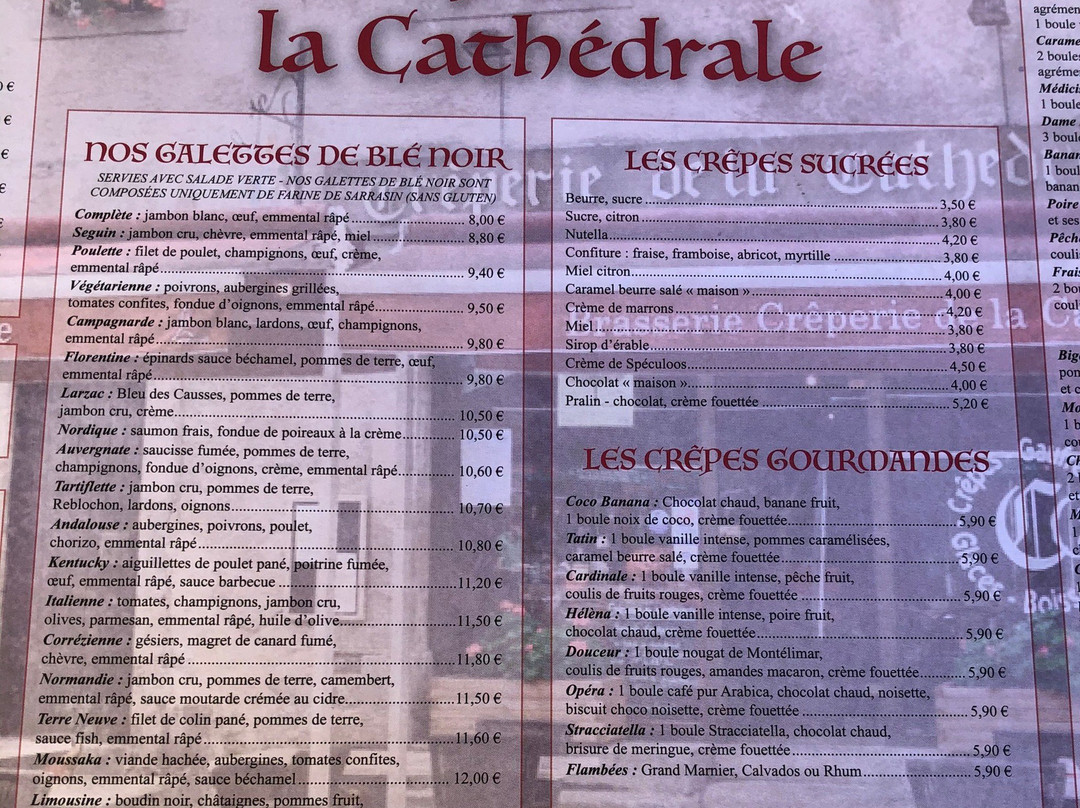 la Cathédrale
NOS GALETTES DE BLÉ NOIR
SERVIES AVEC SALADE VERTE - NOS GALETTES DE BLÉ NOIR SONT
COMPOSÉES UNIQUEMENT DE FARINE DE SARRASIN (SANS GLUTEN)
Complète : jambon blanc, œuf, emmental râpé 8,00 €
Seguin : jambon cru, chèvre, emmental râpé, miel 8,80 €
Poulette : filet de poulet, champignons, œuf, crème,
emmental râpé 9,40 €
Végétarienne : poivrons, aubergines grillées,
tomates confites, fondue d'oignons, emmental râpé 9,50 €
Campagnarde : jambon blanc, lardons, œuf, champignons,
emmental râpé 9,80 €
Florentine : épinards sauce béchamel, pommes de terre, œuf,
emmental râpé 9,80 €
Larzac : Bleu des Causses, pommes de terre,
jambon cru, crème 10,50 €
Nordique : saumon frais, fondue de poireaux à la crème 10,50 €
Auvergnate : saucisse fumée, pommes de terre,
champignons, fondue d'oignons, crème, emmental râpé 10,60 €
Tartiflette : jambon cru, pommes de terre,
Reblochon, lardons, oignons 10,70 €
Andalouse : aubergines, poivrons, poulet,
chorizo, emmental râpé 10,80 €
Kentucky : aiguillettes de poulet pané, poitrine fumée,
œuf, emmental râpé, sauce barbecue 11,20 €
Italienne : tomates, champignons, jambon cru,
olives, parmesan, emmental râpé, huile d'olive 11,50 €
Corrézienne : gésiers, magret de canard fumé,
chèvre, emmental râpé 11,80 €
Normandie : jambon cru, pommes de terre, camembert,
emmental râpé, sauce moutarde crémée au cidre 11,50 €
Terre Neuve : filet de colin pané, pommes de terre,
sauce fish, emmental râpé 11,60 €
Moussaka : viande hachée, aubergines, tomates confites,
oignons, emmental râpé, sauce béchamel 12,00 €
Limousine : boudin noir, châtaignes, pommes fruit,
LES CRÊPES SUCRÉES
Beurre, sucre 3,50 €
Sucre, citron 3,80 €
Nutella 4,20 €
Confiture : fraise, framboise, abricot, myrtille 3,80 €
Miel citron 4,00 €
Caramel beurre salé « maison » 4,00 €
Crème de marrons 4,20 €
Miel 3,80 €
Sirop d'érable 3,80 €
Crème de Spéculoos 4,50 €
Chocolat « maison » 4,00 €
Pralin - chocolat, crème fouettée 5,20 €
LES CRÊPES GOURMANDES
Coco Banana : Chocolat chaud, banane fruit,
1 boule noix de coco, crème fouettée 5,90 €
Tatin : 1 boule vanille intense, pommes caramélisées,
caramel beurre salé, crème fouettée 5,90 €
Cardinale : 1 boule vanille intense, pêche fruit,
coulis de fruits rouges, crème fouettée 5,90 €
Hélèna : 1 boule vanille intense, poire fruit,
chocolat chaud, crème fouettée 5,90 €
Douceur : 1 boule nougat de Montélimar,
coulis de fruits rouges, amandes macaron, crème fouettée 5,90 €
Opéra : 1 boule café pur Arabica, chocolat chaud, noisette,
biscuit choco noisette, crème fouettée 5,90 €
Stracciatella : 1 boule Stracciatella, chocolat chaud,
brisure de meringue, crème fouettée 5,90 €
Flambées : Grand Marnier, Calvados ou Rhum 5,90 €
1 boule
2 boules
1 boule
Dame
3 boules
Poire
et ses
Brasserie Crêperie de la
Crêpes